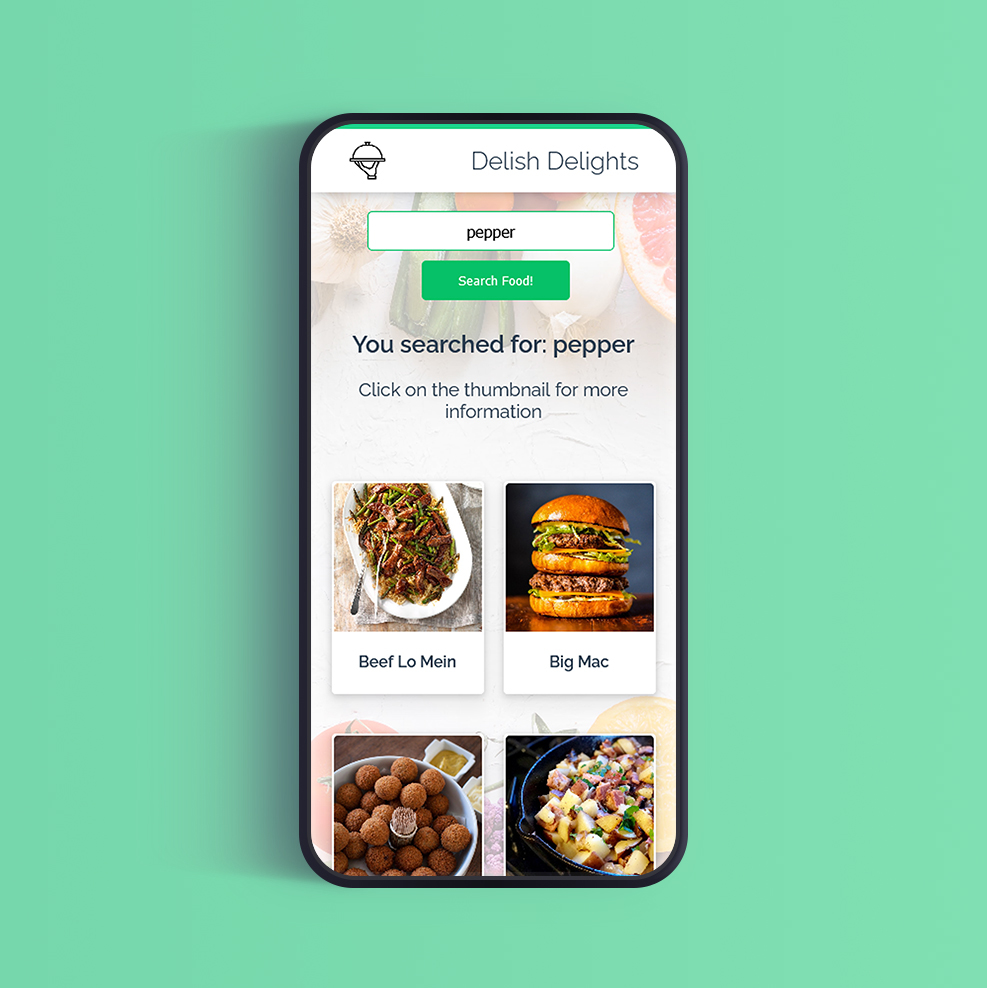 Delish Delights
pepper
Search Food!
You searched for: pepper
Click on the thumbnail for more
information
Beef Lo Mein
Big Mac